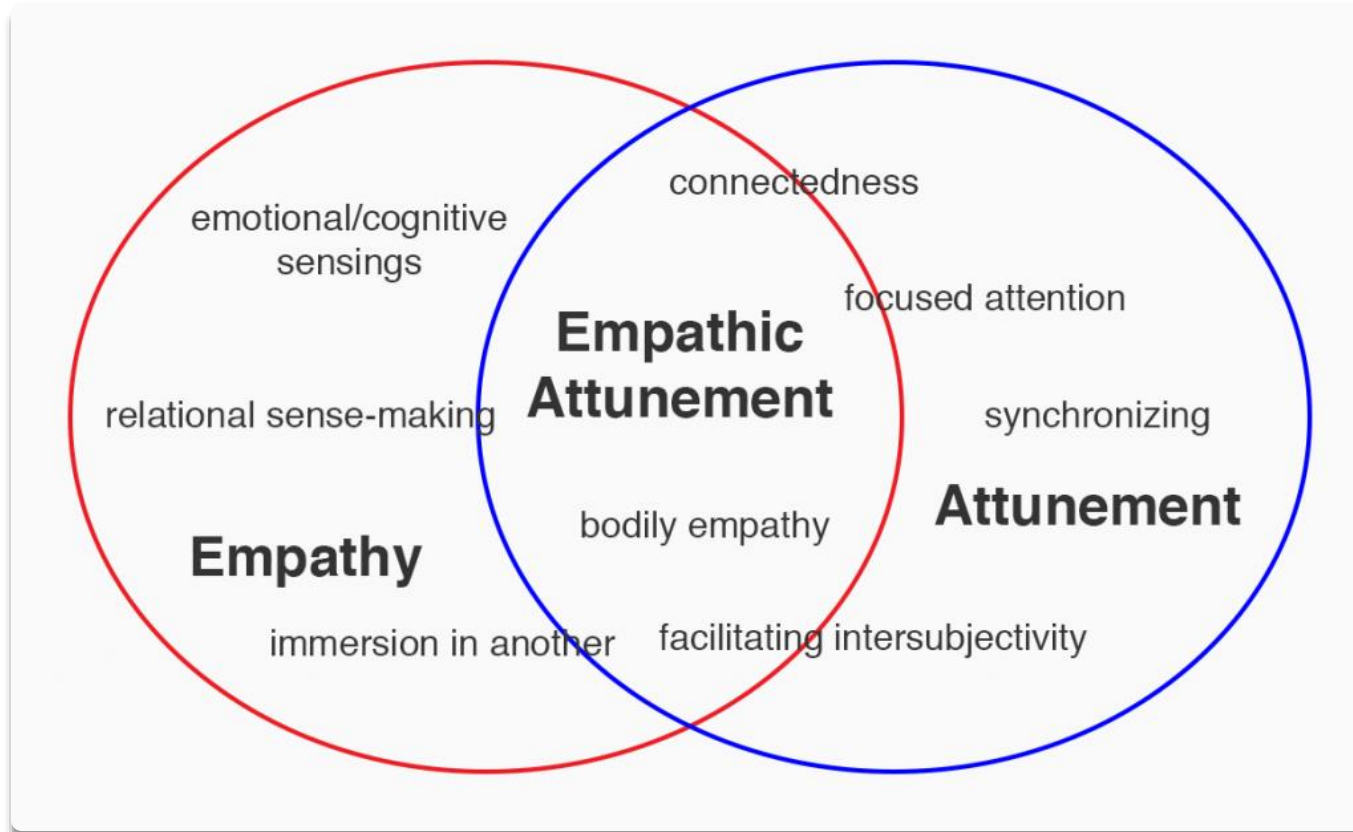 connectedness
emotional/cognitive
sensings
focused attention
Empathic
Attunement
relational sense-making
synchronizing
Attunement
bodily empathy
Empathy
immersion in another
facilitating intersubjectivity